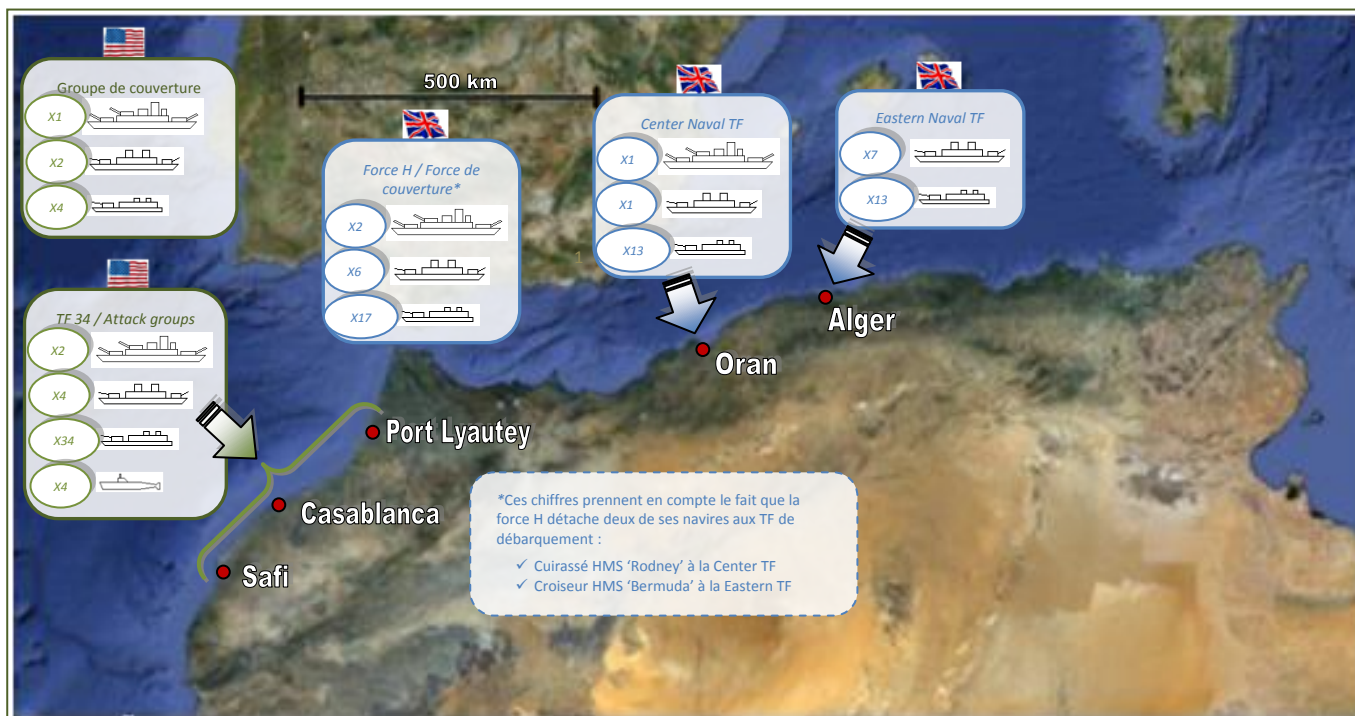 Groupe de couverture
X1
X2
X4
500 km
TF 34 / Attack groups
X2
X4
X34
X4
Force H / Force de
couverture*
X2
X6
X17
Center Naval TF
X1
X1
X13
Eastern Naval TF
X7
X13
1
Alger
Oran
Port Lyautey
Casablanca
Safi
*Ces chiffres prennent en compte le fait que la
force H détache deux de ses navires aux TF de
débarquement :
✓ Cuirassé HMS ‘Rodney’ à la Center TF
✓ Croiseur HMS ‘Bermuda’ à la Eastern TF